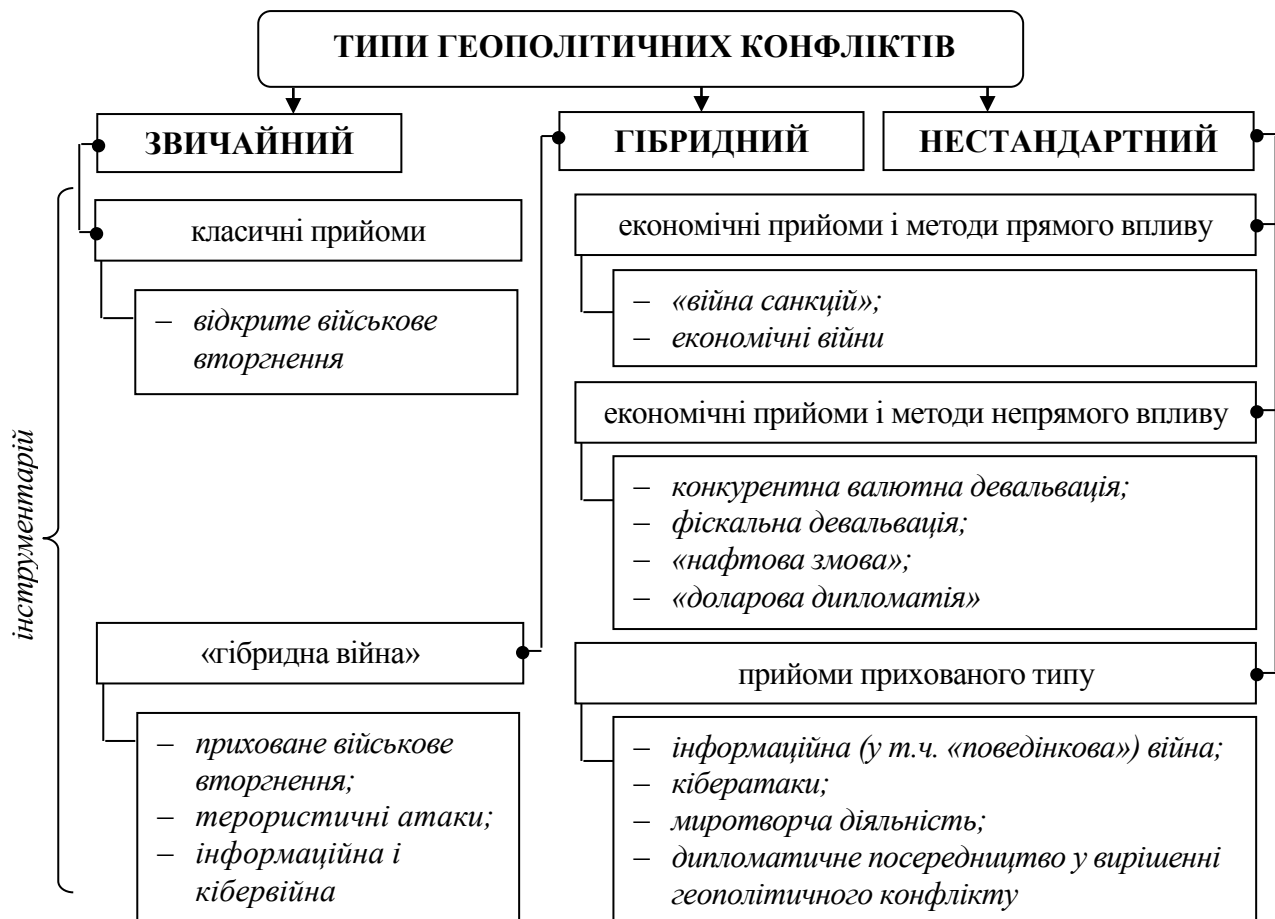 ТИПИ ГЕОПОЛІТИЧНИХ КОНФЛІКТІВ
ЗВИЧАЙНИЙ
ГІБРИДНИЙ
НЕСТАНДАРТНИЙ
інструментарій
класичні прийоми
– відкрите військове
вторгнення
«гібридна війна»
– приховане військове
вторгнення;
– терористичні атаки;
– інформаційна і
кібервійна
економічні прийоми і методи прямого впливу
– «війна санкцій»;
– економічні війни
економічні прийоми і методи непрямого впливу
– конкурентна валютна девальвація;
– фіскальна девальвація;
– «нафтова змова»;
– «доларова дипломатія»
прийоми прихованого типу
– інформаційна (у т.ч. «поведінкова») війна;
– кібератаки;
– миротворча діяльність;
– дипломатичне посередництво у вирішенні
геополітичного конфлікту